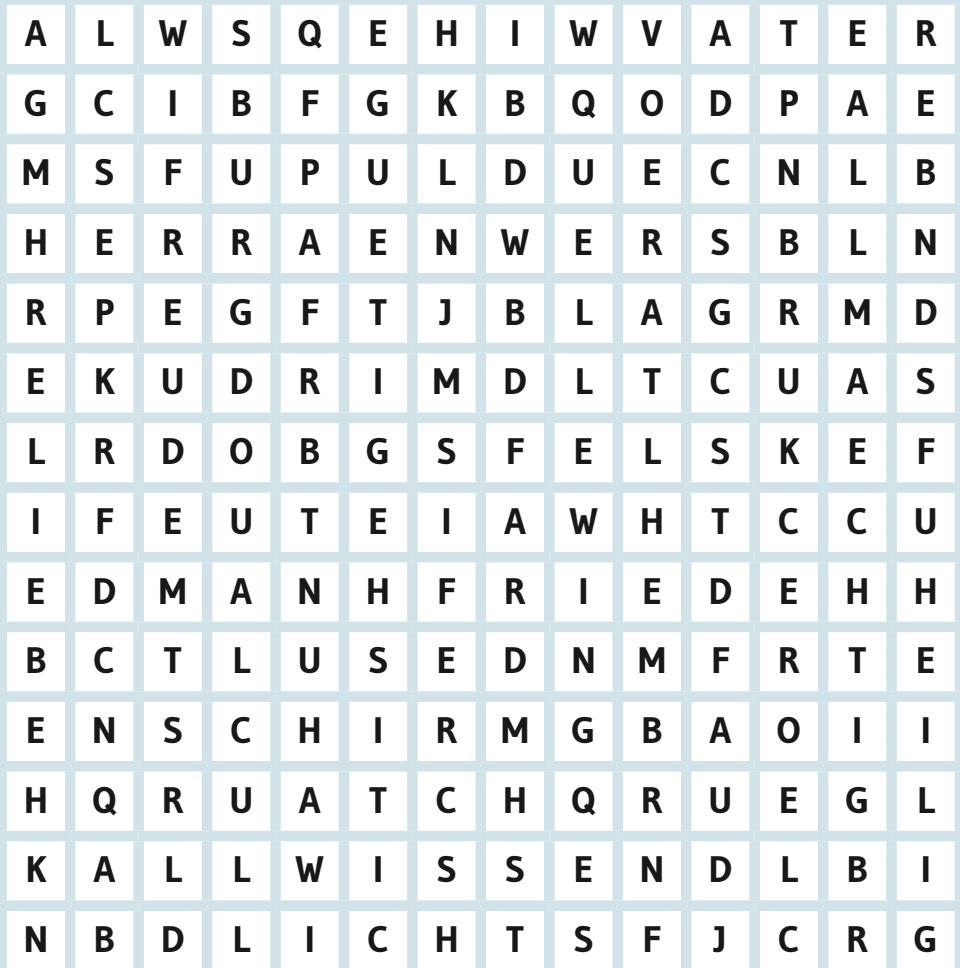 A L W S Q E H I W V A T E R
G C I B F G K B Q O D P A E
M S F U P U L D U E C N L B
H E R R A E N W E R S B L N
R P E G F T J B L A G R M D
E K U D R I M D L T C U A S
L R D O B G S F E L S K E F
I F E U T E I A W H T C C U
E D M A N H F R I E D E H H
B C T L U S E D N M F R T E
E N S C H I R M G B A O I I
H Q R U A T C H Q R U E G L
K A L L W I S S E N D L B I
N B D L I C H T S F J C R G